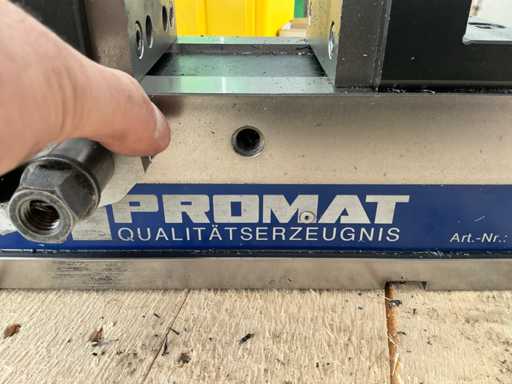 PROMAT
QUALITÄTSERZEUGNIS
Art.-Nr.: